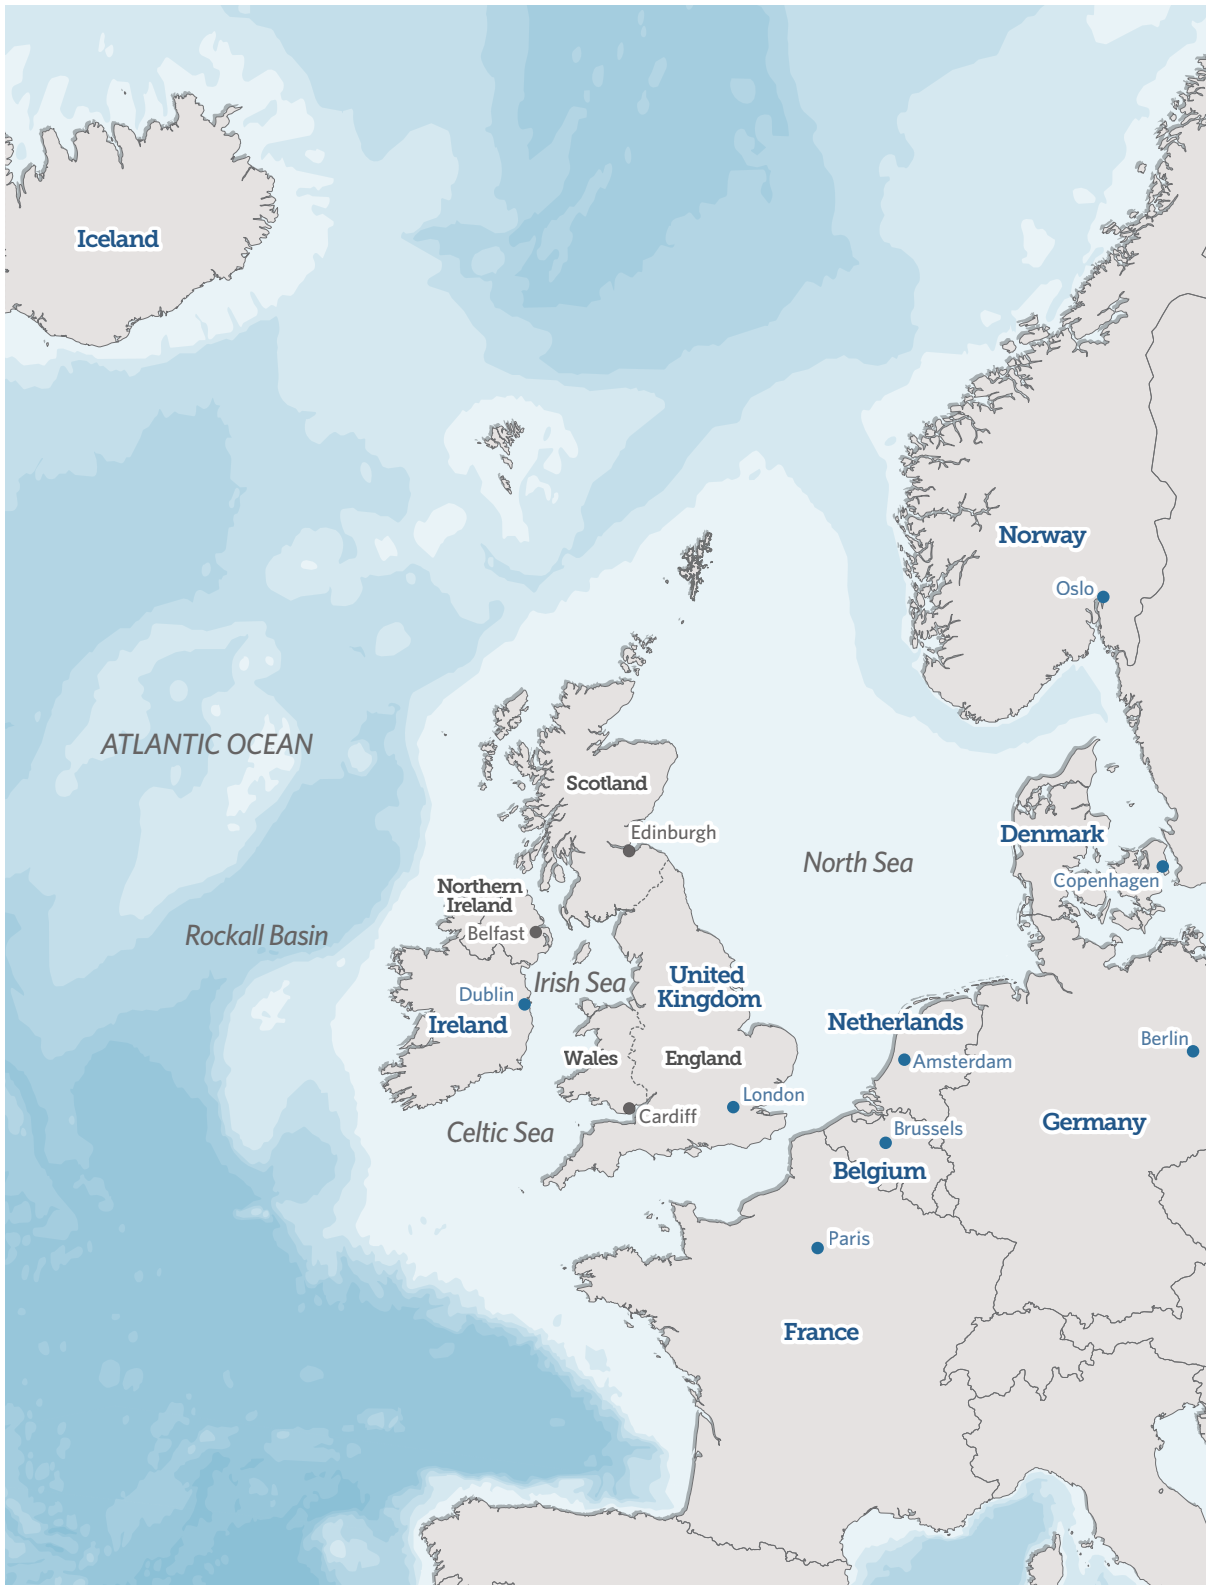 Iceland
Norway
Oslo
ATLANTIC OCEAN
Scotland
Edinburgh
Denmark
North Sea
Copenhagen
Northern
Ireland
Belfast
Rockall Basin
Irish Sea
United
Kingdom
Dublin
Ireland
Netherlands
Berlin
Wales
England
Amsterdam
London
Cardiff
Celtic Sea
Brussels
Germany
Belgium
Paris
France